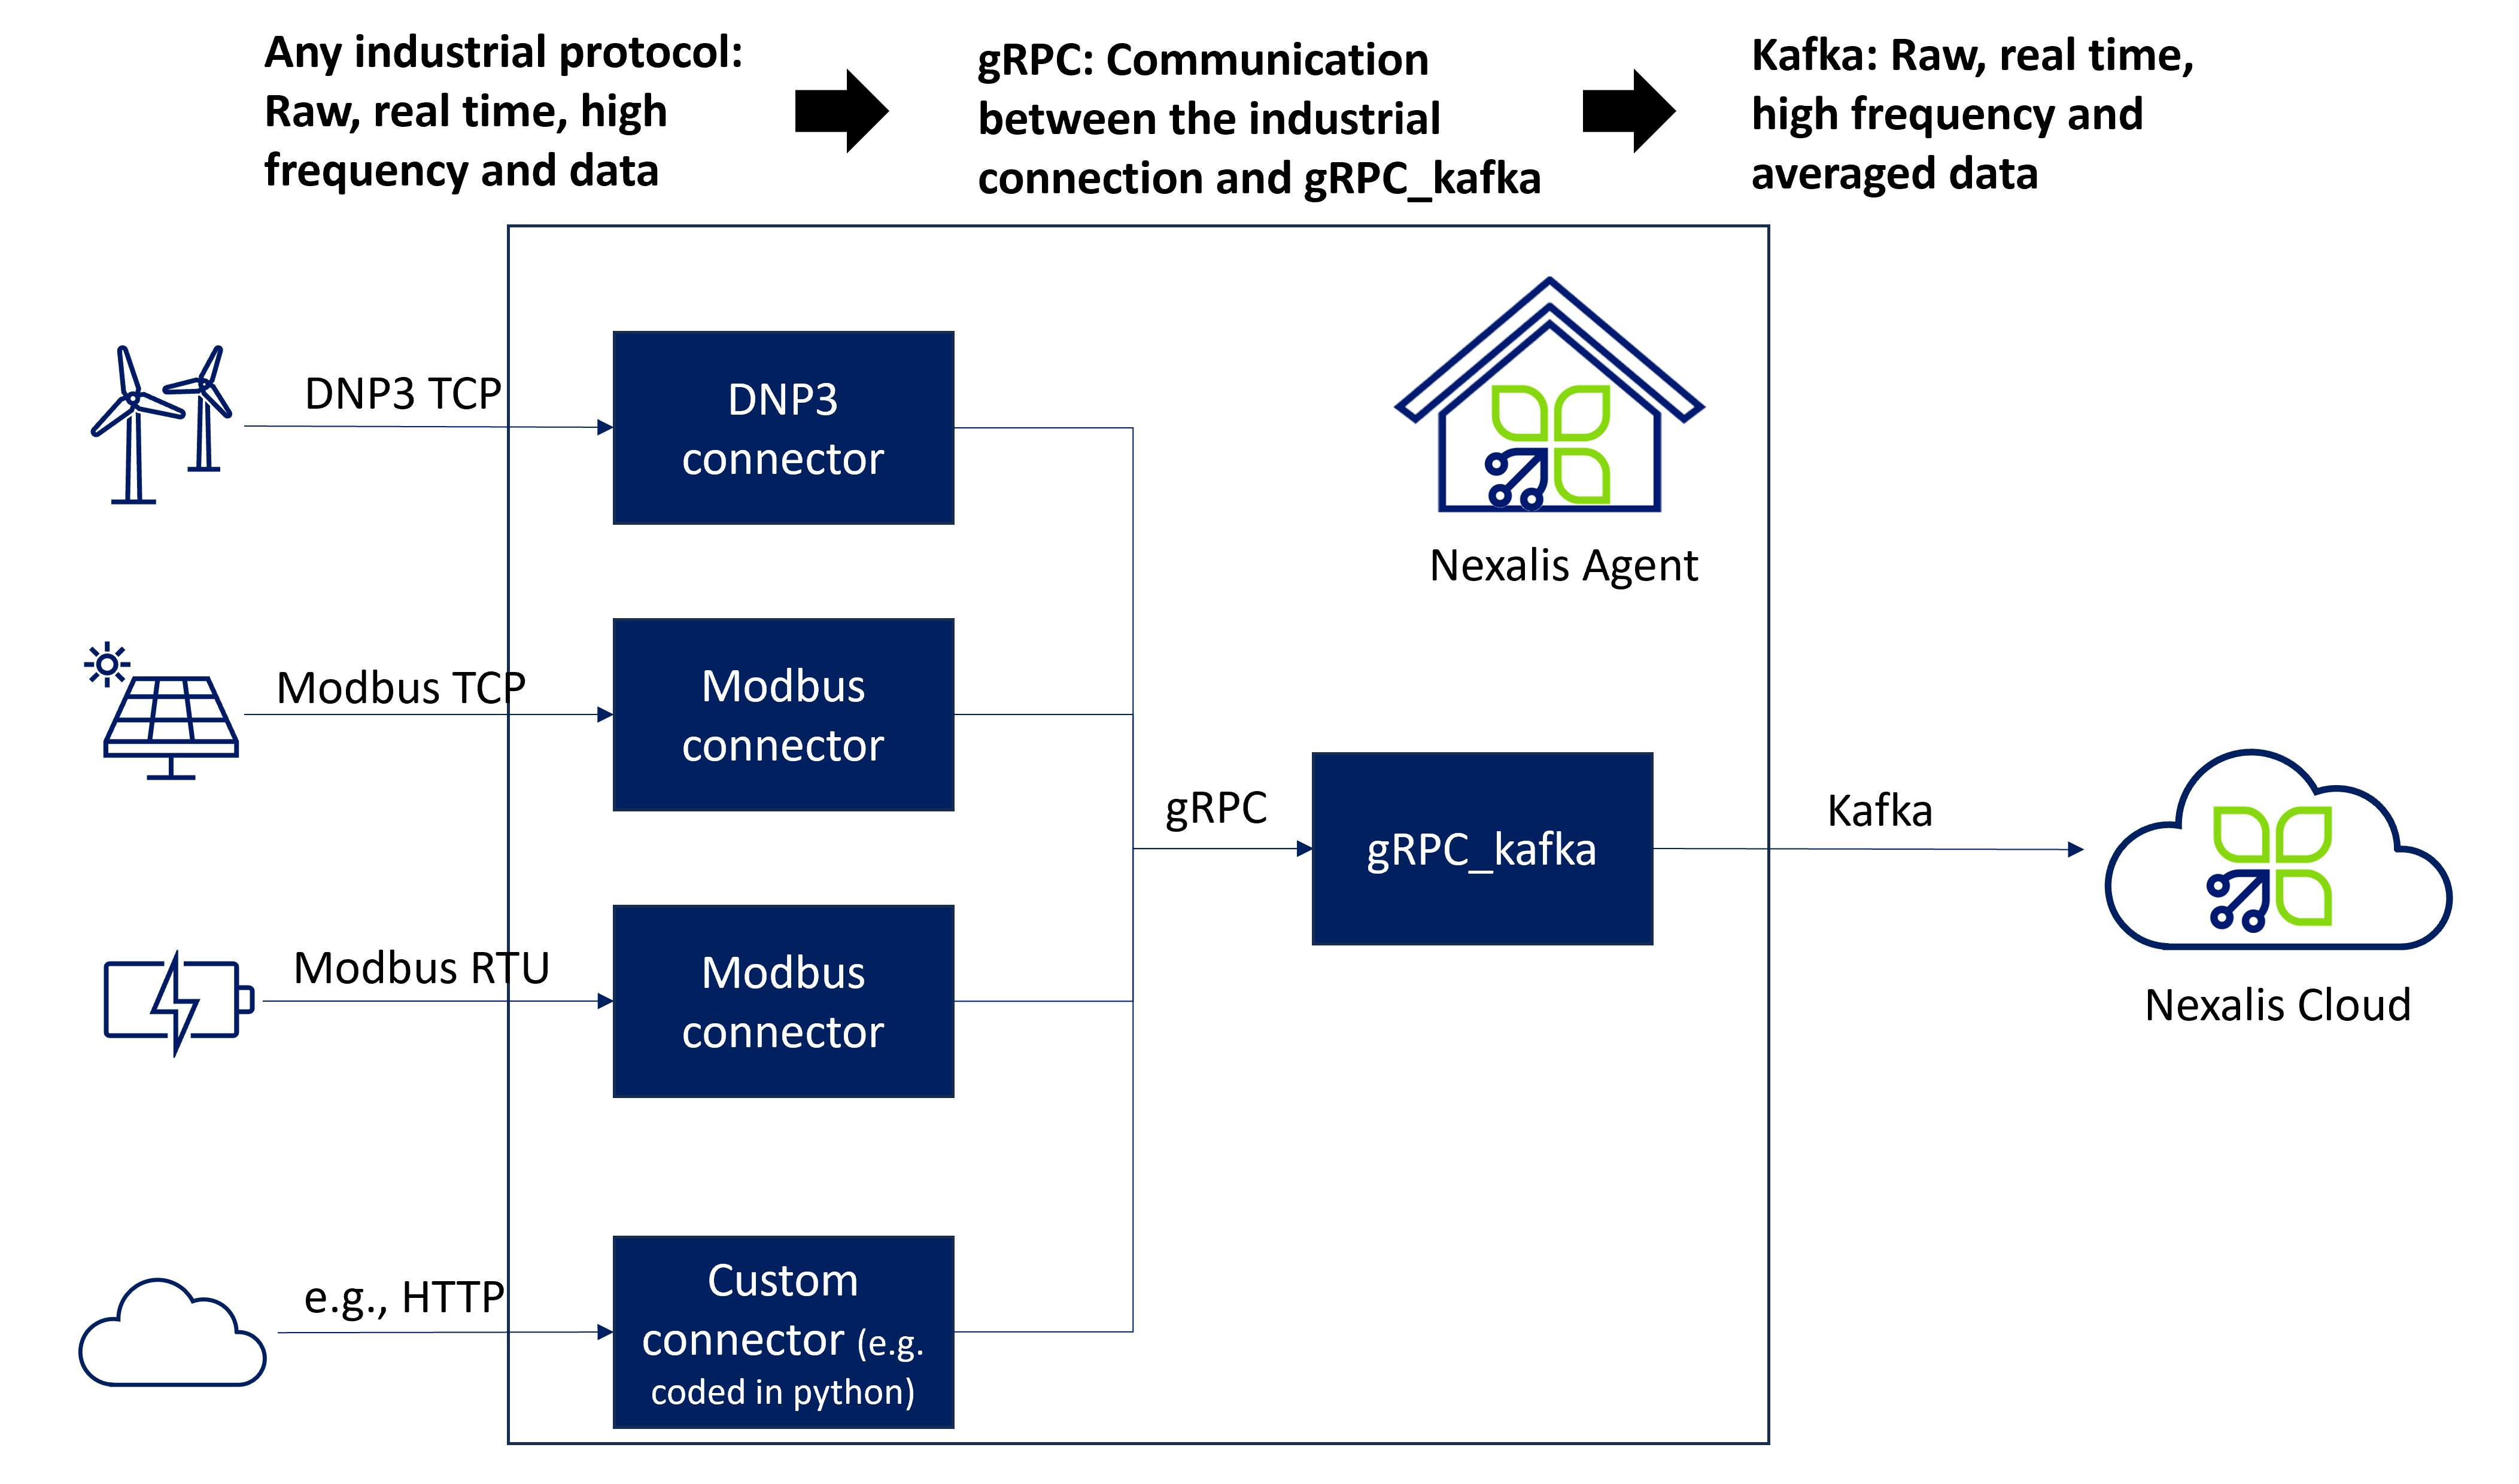 Any industrial protocol:
Raw, real time, high
frequency and data
gRPC: Communication
between the industrial
connection and gRPC_kafka
Kafka: Raw, real time,
high frequency and
averaged data
DNP3 TCP
DNP3
connector
Nexalis Agent
Modbus TCP
Modbus
connector
gRPC
gRPC_kafka
Kafka
Modbus RTU
Modbus
connector
Nexalis Cloud
e.g., HTTP
Custom
connector (e.g.
coded in python)